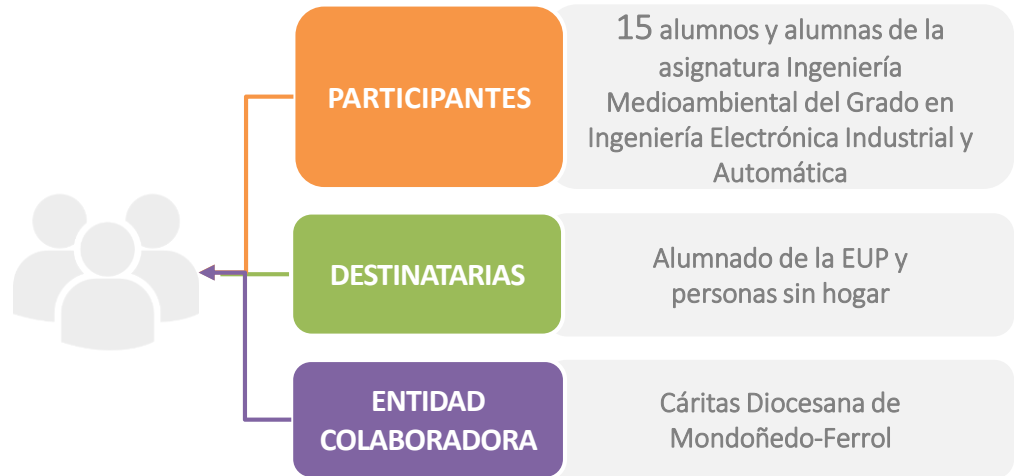 PARTICIPANTES
15 alumnos y alumnas de la
asignatura Ingeniería
Medioambiental del Grado en
Ingeniería Electrónica Industrial y
Automática
DESTINATARIAS
Alumnado de la EUP y
personas sin hogar
ENTIDAD
COLABORADORA
Cáritas Diocesana de
Mondoñedo-Ferrol